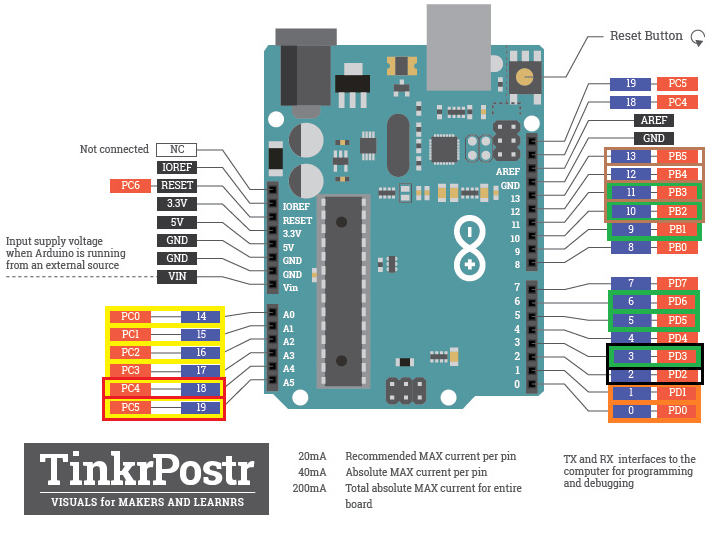 Reset Button
19 PC5
18 PC4
AREF
GND
13 PB5
12 PB4
11 PB3
10 PB2
9 PB1
8 PB0
7 PD7
6 PD6
5 PD5
4 PD4
3 PD3
2 PD2
1 PD1
0 PD0
Not connected NC
IOREF
PC6 RESET
3.3V
5V
GND
GND
VIN
Input supply voltage
when Arduino is running
from an external source
PC0 14
PC1 15
PC2 16
PC3 17
PC4 18
PC5 19
IOREF
RESET
3.3V
5V
GND
GND
Vin
A0
A1
A2
A3
A4
A5
AREF
GND
13
12
11
10
9
8
7
6
5
4
3
2
1
0
TinkrPostr
VISUALS for MAKERS AND LEARNRS
20mA Recommended MAX current per pin
40mA Absolute MAX current per pin
200mA Total absolute MAX current for entire
board
TX and RX interfaces to the
computer for programming
and debugging